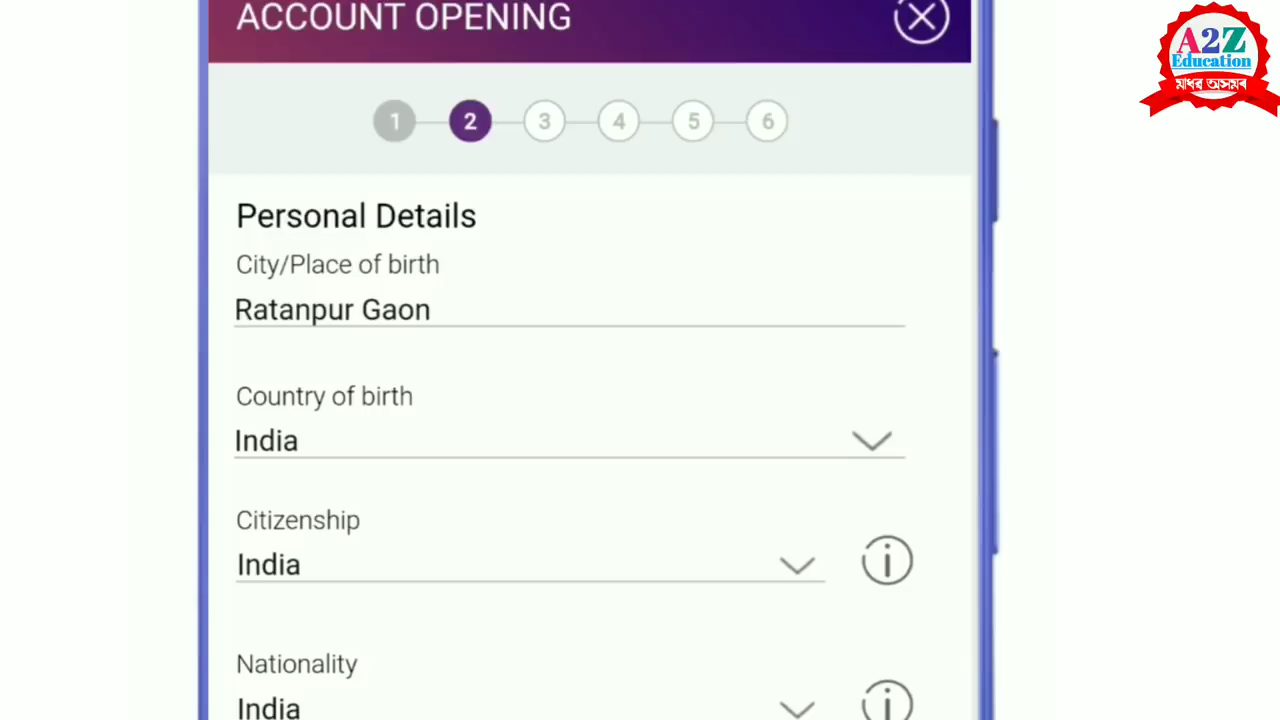 ACCOUNT OPENING
A2Z
Education
মাধৱ অসমৰ
1 2 3 4 5 6
Personal Details
City/Place of birth
Ratanpur Gaon
Country of birth
India
Citizenship
India
Nationality
India